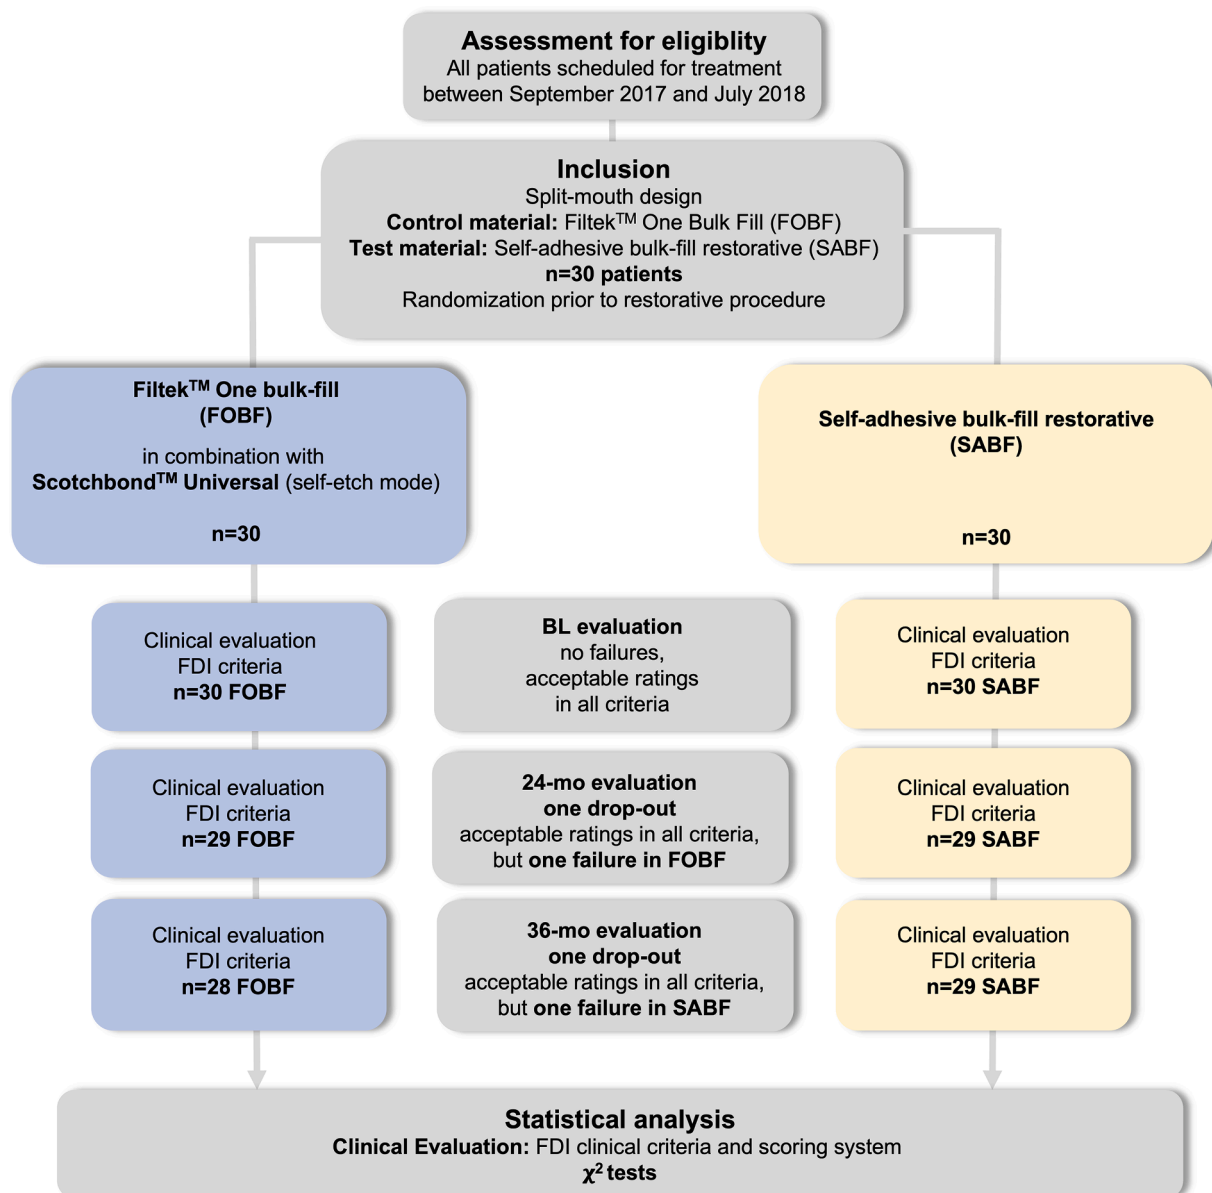 Assessment for eligiblity
All patients scheduled for treatment
between September 2017 and July 2018
Inclusion
Split-mouth design
Control material: Filtek™ One Bulk Fill (FOBF)
Test material: Self-adhesive bulk-fill restorative (SABF)
n=30 patients
Randomization prior to restorative procedure
Filtek™ One bulk-fill
(FOBF)
in combination with
Scotchbond™ Universal (self-etch mode)
n=30
Self-adhesive bulk-fill restorative
(SABF)
n=30
Clinical evaluation
FDI criteria
n=30 FOBF
BL evaluation
no failures,
acceptable ratings
in all criteria
Clinical evaluation
FDI criteria
n=30 SABF
Clinical evaluation
FDI criteria
n=29 FOBF
24-mo evaluation
one drop-out
acceptable ratings in all criteria,
but one failure in FOBF
Clinical evaluation
FDI criteria
n=29 SABF
Clinical evaluation
FDI criteria
n=28 FOBF
36-mo evaluation
one drop-out
acceptable ratings in all criteria,
but one failure in SABF
Clinical evaluation
FDI criteria
n=29 SABF
Statistical analysis
Clinical Evaluation: FDI clinical criteria and scoring system
χ² tests